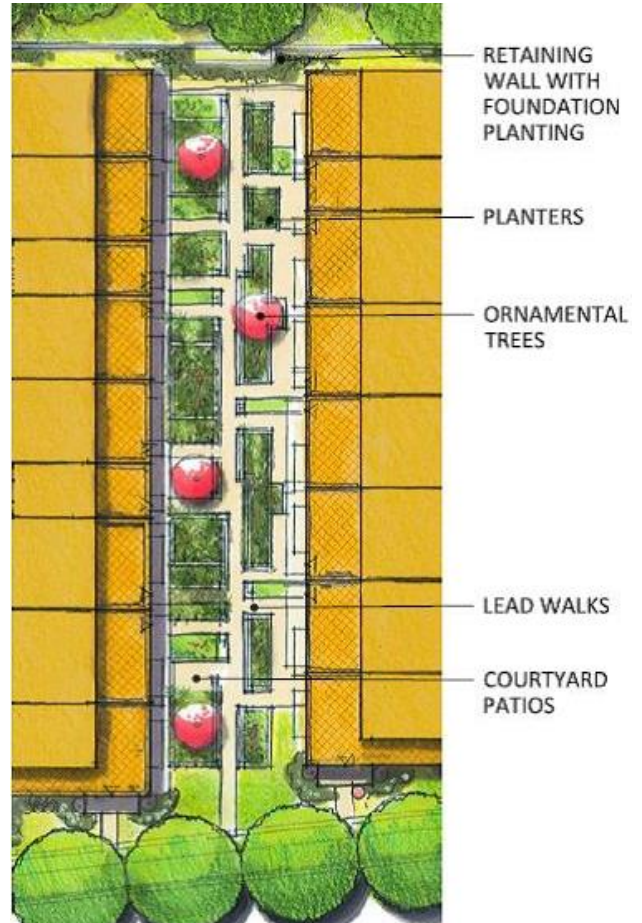 RETAINING
WALL WITH
FOUNDATION
PLANTING
PLANTERS
ORNAMENTAL
TREES
LEAD WALKS
COURTYARD
PATIOS